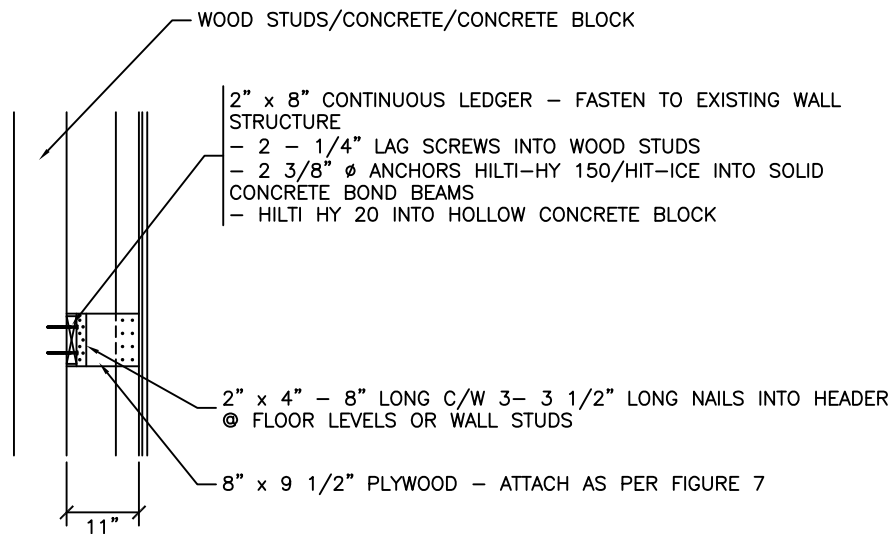 WOOD STUDS/CONCRETE/CONCRETE BLOCK
2” x 8” CONTINUOUS LEDGER – FASTEN TO EXISTING WALL
STRUCTURE
– 2 – 1/4” LAG SCREWS INTO WOOD STUDS
– 2 3/8” ø ANCHORS HILTI–HY 150/HIT–ICE INTO SOLID
CONCRETE BOND BEAMS
– HILTI HY 20 INTO HOLLOW CONCRETE BLOCK
2” x 4” – 8” LONG C/W 3– 3 1/2” LONG NAILS INTO HEADER
@ FLOOR LEVELS OR WALL STUDS
8” x 9 1/2” PLYWOOD – ATTACH AS PER FIGURE 7
11”